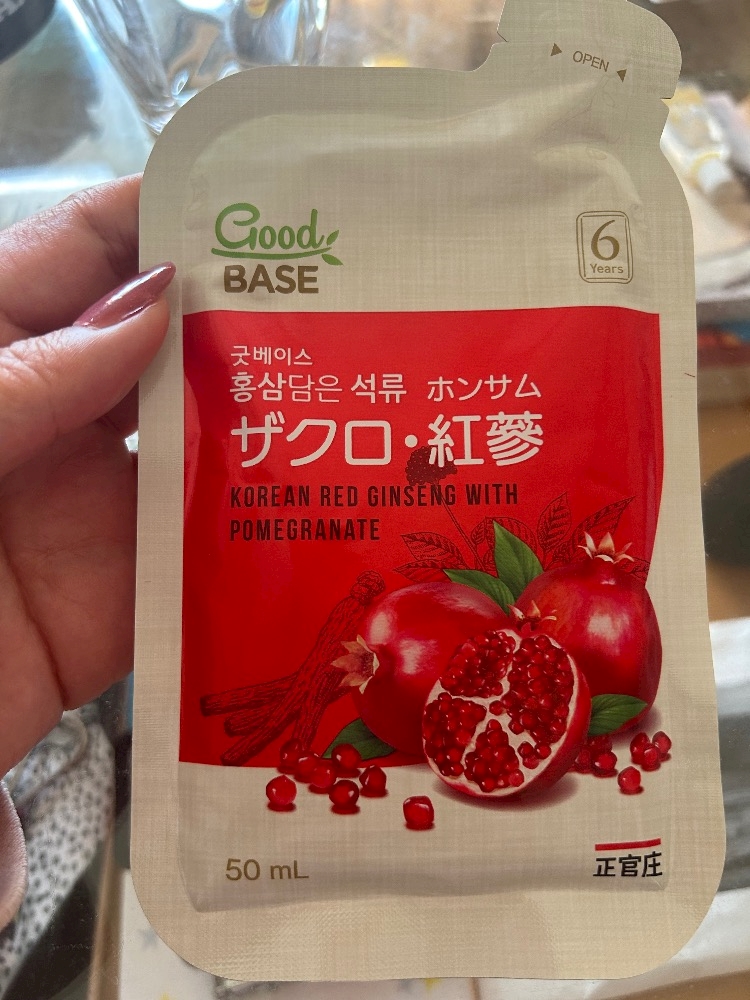 OPEN
Good
BASE
6
Years
굿베이스
홍삼담은 석류 ホンサム
ザクロ・紅蔘
KOREAN RED GINSENG WITH
POMEGRANATE
50 mL
正官庄